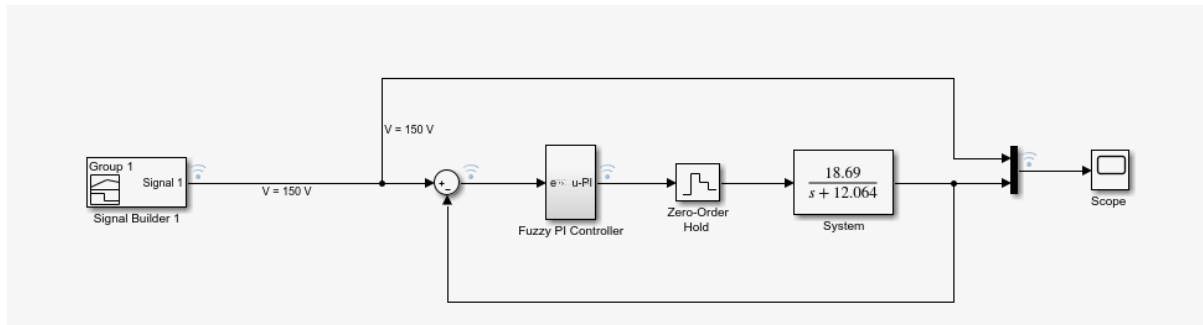 V = 150 V
Group 1
Signal 1
Signal Builder 1
V = 150 V
+
−
u-PI
Fuzzy PI Controller
Zero-Order
Hold
18.69
s + 12.064
System
Scope